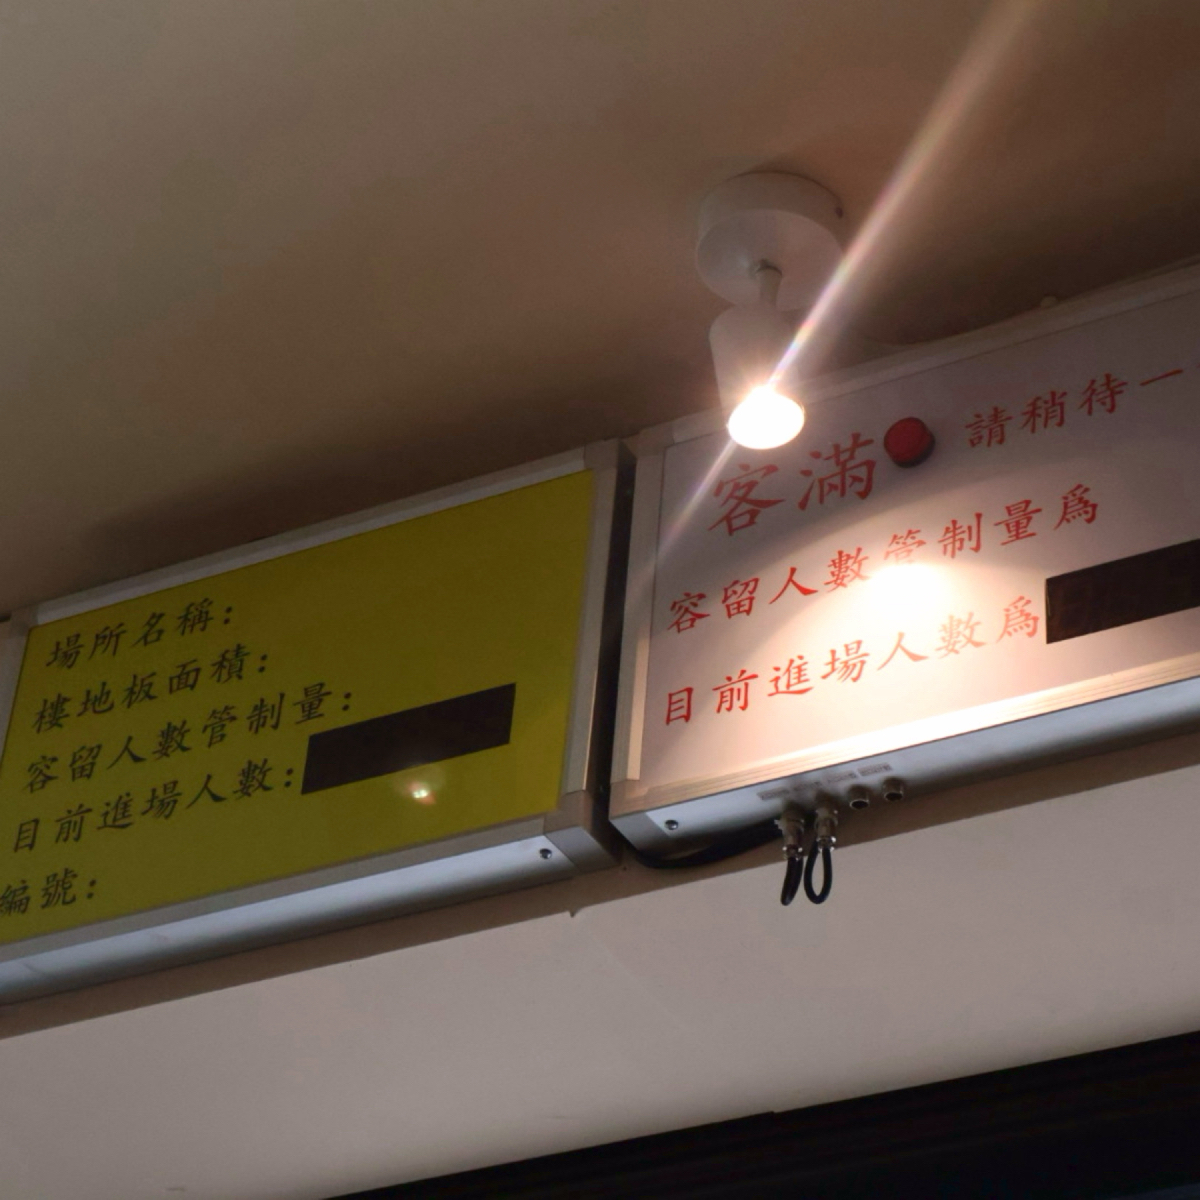 場所名稱:
樓地板面積:
容留人數管制量:
目前進場人數:
編號:
客滿 請稍待一
容留人數管制量為
目前進場人數為